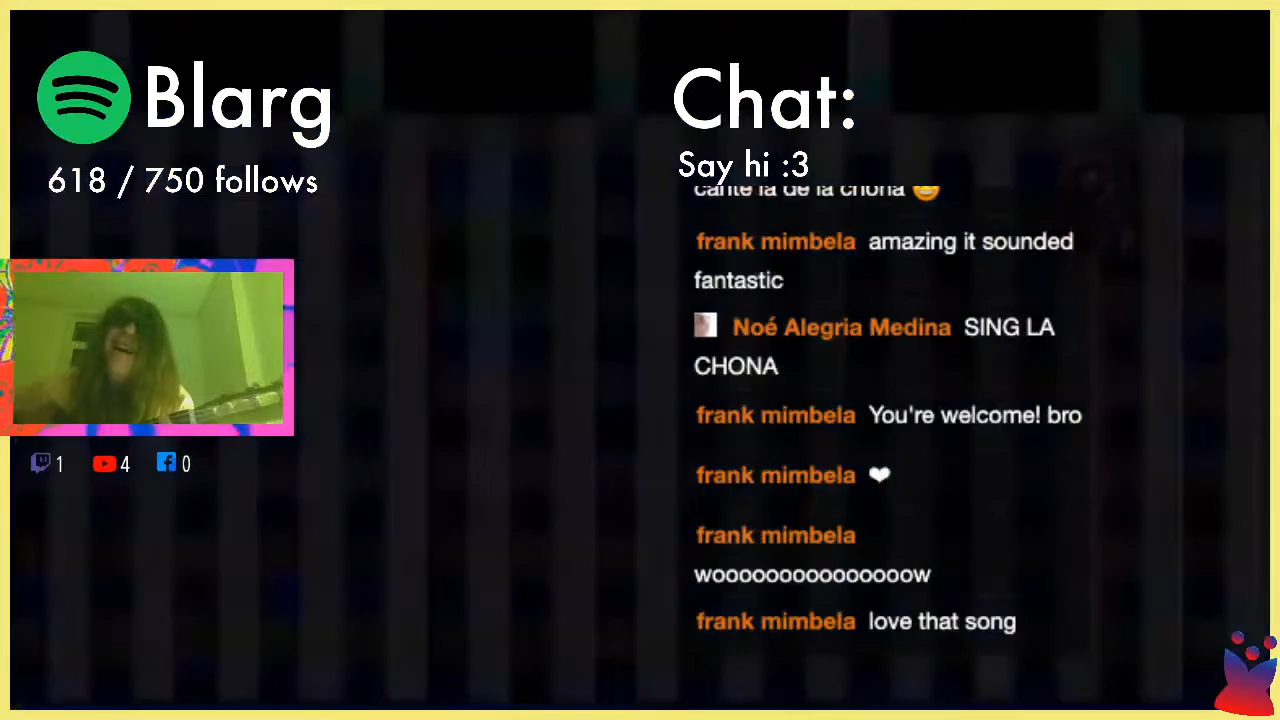 Blarg
618 / 750 follows
1 4 0
Chat:
Say hi :3
cante la de la chona 😄
frank mimbela amazing it sounded
fantastic
Noé Alegria Medina SING LA
CHONA
frank mimbela You're welcome! bro
frank mimbela ❤
frank mimbela
wooooooooooooooow
frank mimbela love that song